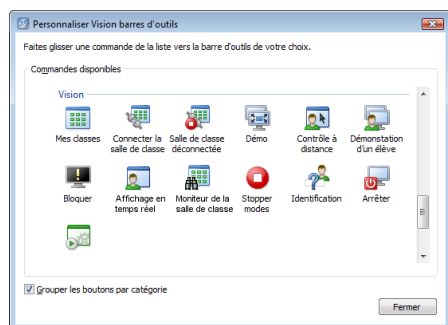 Personnaliser Vision barres d'outils
Faites glisser une commande de la liste vers la barre d'outils de votre choix.
Commandes disponibles
Vision
Mes classes
Connecter la
salle de classe
Salle de classe
déconnectée
Démo
Contrôle à
distance
Démonstration
d'un élève
Bloquer
Affichage en
temps réel
Moniteur de la
salle de classe
Stopper
modes
Identification
Arrêter
Grouper les boutons par catégorie
Fermer